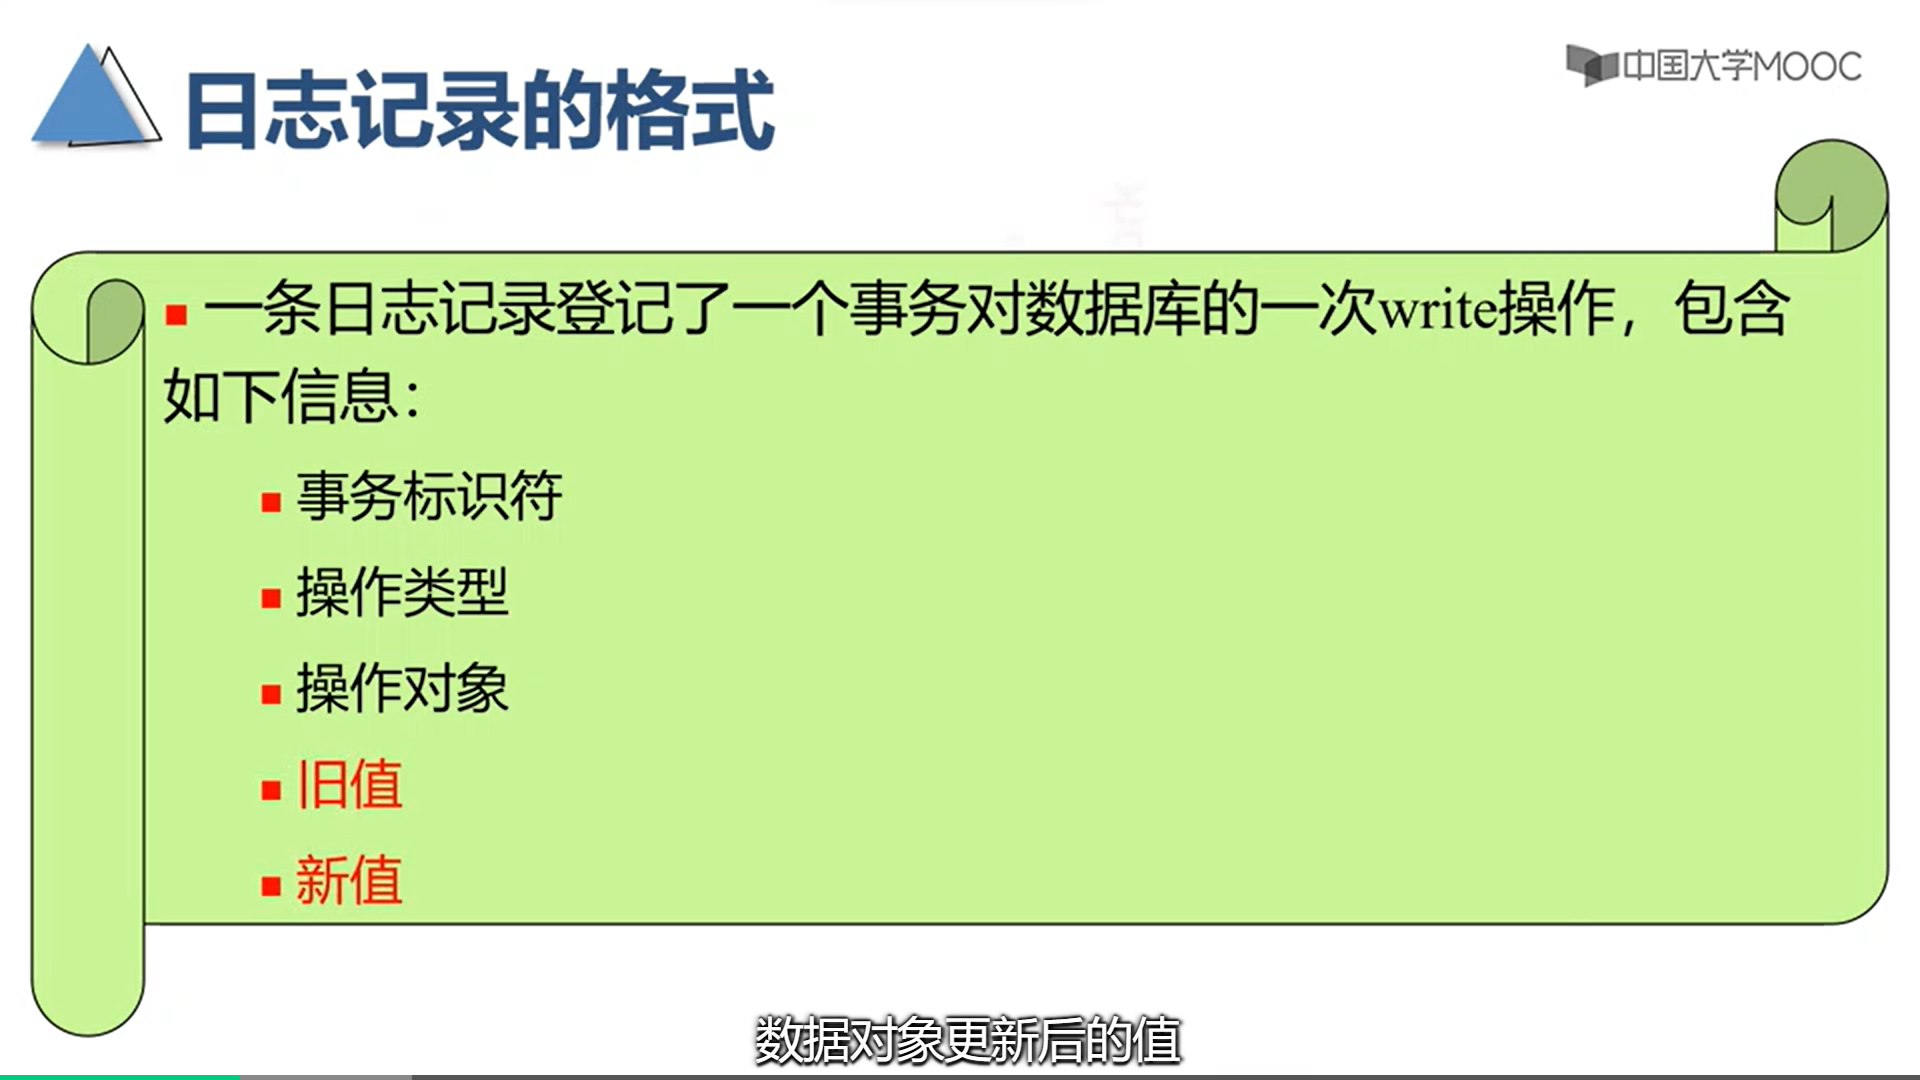 日志记录的格式
中国大学MOOC
一条日志记录登记了一个事务对数据库的一次write操作，包含
如下信息：
事务标识符
操作类型
操作对象
旧值
新值
数据对象更新后的值